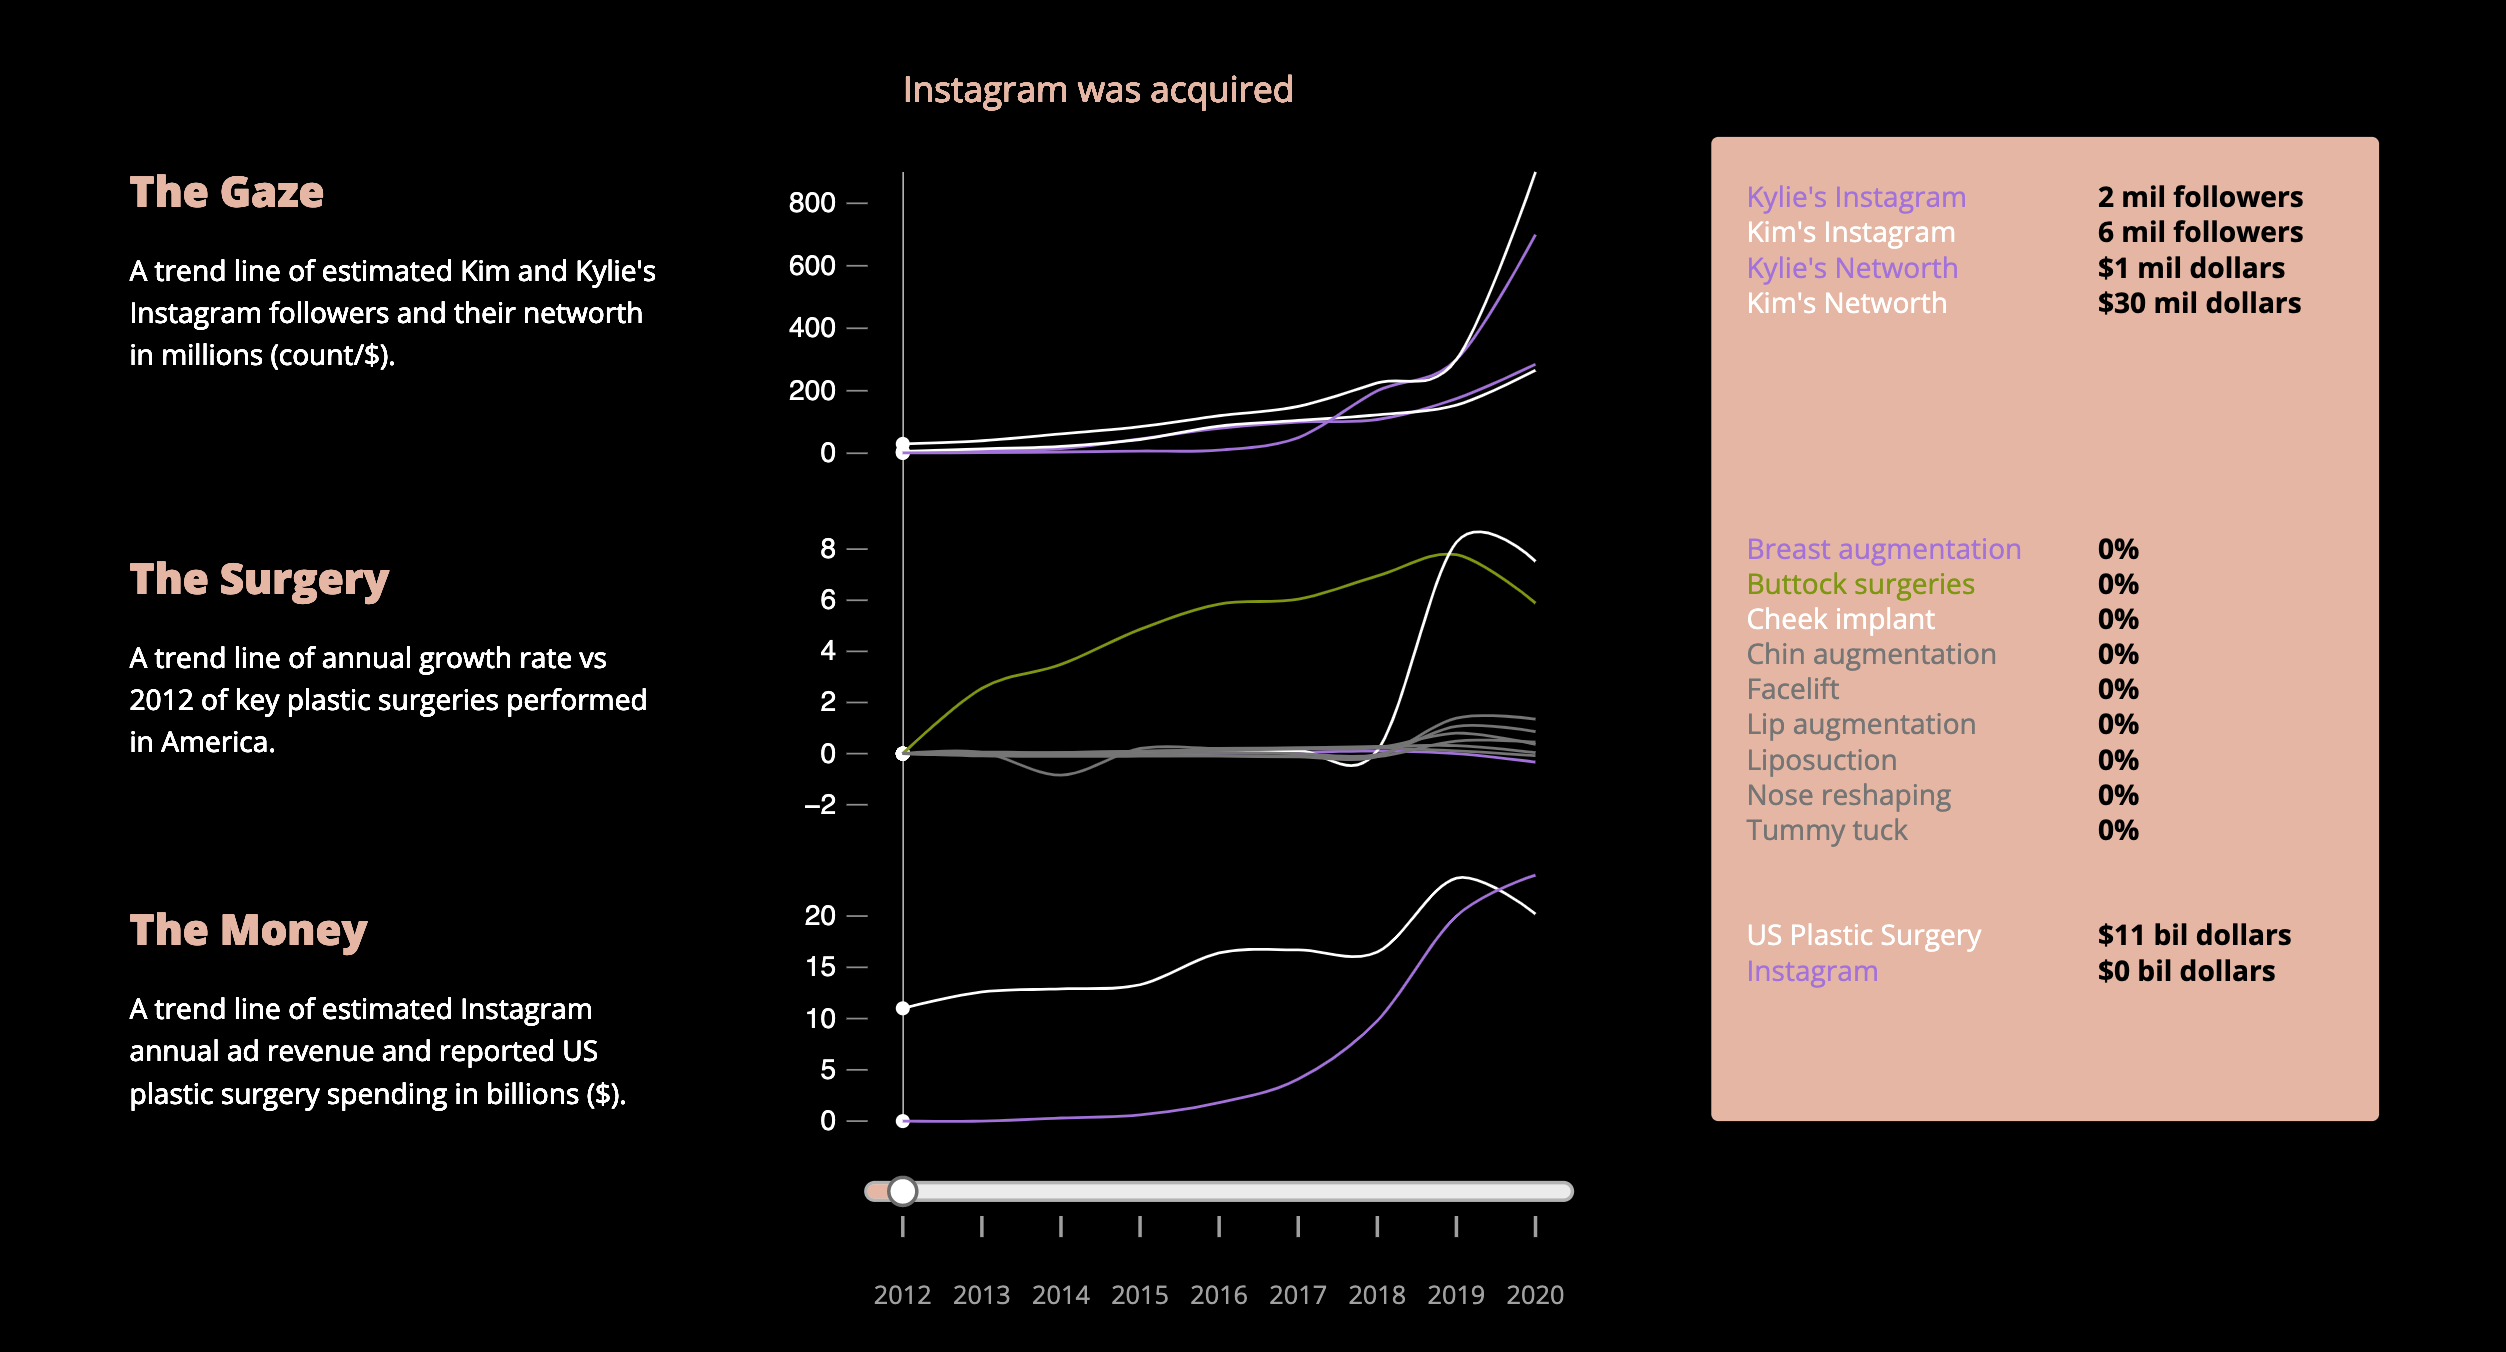 Instagram was acquired
The Gaze
A trend line of estimated Kim and Kylie's
Instagram followers and their networth
in millions (count/$).
800
600
400
200
0
Kylie's Instagram 2 mil followers
Kim's Instagram 6 mil followers
Kylie's Networth $1 mil dollars
Kim's Networth $30 mil dollars
The Surgery
A trend line of annual growth rate vs
2012 of key plastic surgeries performed
in America.
8
6
4
2
0
–2
Breast augmentation 0%
Buttock surgeries 0%
Cheek implant 0%
Chin augmentation 0%
Facelift 0%
Lip augmentation 0%
Liposuction 0%
Nose reshaping 0%
Tummy tuck 0%
The Money
A trend line of estimated Instagram
annual ad revenue and reported US
plastic surgery spending in billions ($).
20
15
10
5
0
US Plastic Surgery $11 bil dollars
Instagram $0 bil dollars
2012 2013 2014 2015 2016 2017 2018 2019 2020